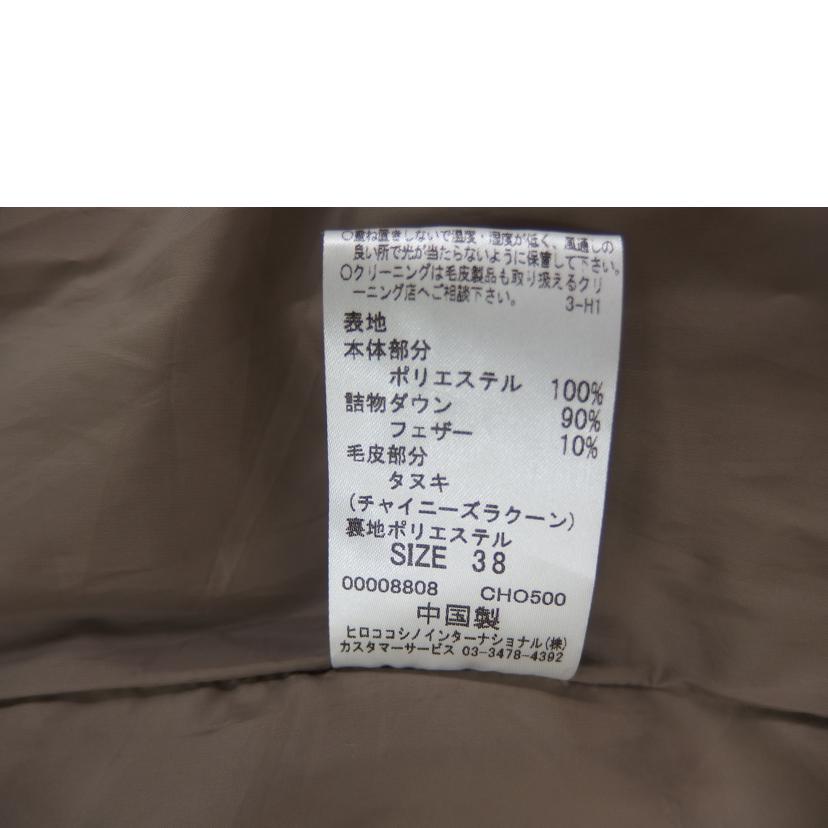 ○重ね置きしないで温度・湿度が低く、風通しの
良い所で光が当たらないように保管して下さい。
○クリーニングは毛皮製品も取り扱えるクリ
ーニング店へご相談下さい。
3-H1
表地
本体部分
ポリエステル 100%
詰物ダウン 90%
フェザー 10%
毛皮部分
タヌキ
(チャイニーズラクーン)
裏地ポリエステル
SIZE 38
00008808 CHO500
中国製
ヒロココシノインターナショナル(株)
カスタマーサービス 03-3478-4392